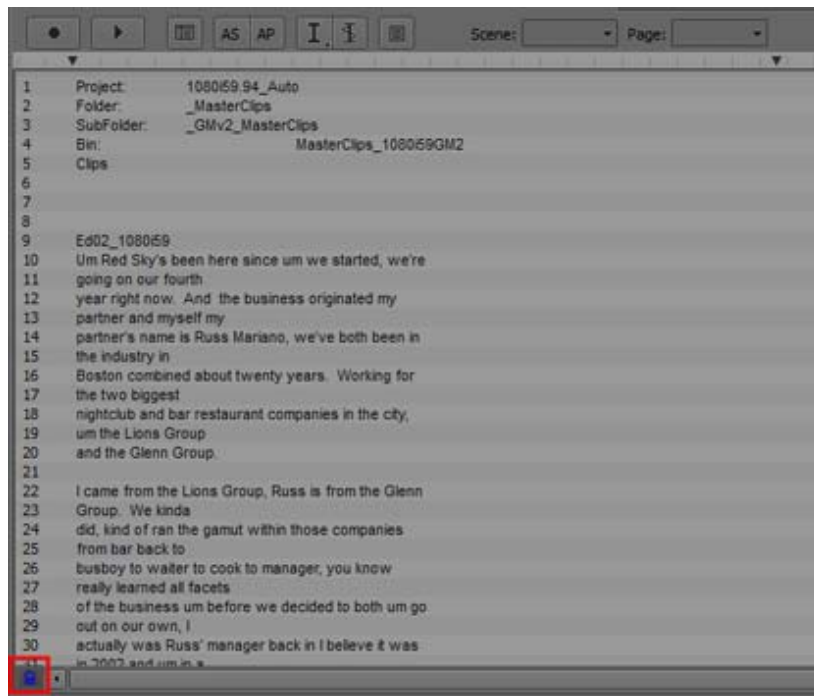 AS AP Scene: Page:
1 Project: 1080i59.94_Auto
2 Folder: _MasterClips
3 SubFolder: _GMv2_MasterClips
4 Bin: MasterClips_1080i59GM2
5 Clips
6
7
8
9 Ed02_1080i59
10 Um Red Sky's been here since um we started, we're
11 going on our fourth
12 year right now. And the business originated my
13 partner and myself my
14 partner's name is Russ Mariano, we've both been in
15 the industry in
16 Boston combined about twenty years. Working for
17 the two biggest
18 nightclub and bar restaurant companies in the city,
19 um the Lions Group
20 and the Glenn Group.
21
22 I came from the Lions Group, Russ is from the Glenn
23 Group. We kinda
24 did, kind of ran the gamut within those companies
25 from bar back to
26 busboy to waiter to cook to manager, you know
27 really learned all facets
28 of the business um before we decided to both um go
29 out on our own, I
30 actually was Russ' manager back in I believe it was
31 in 2002 and um in a